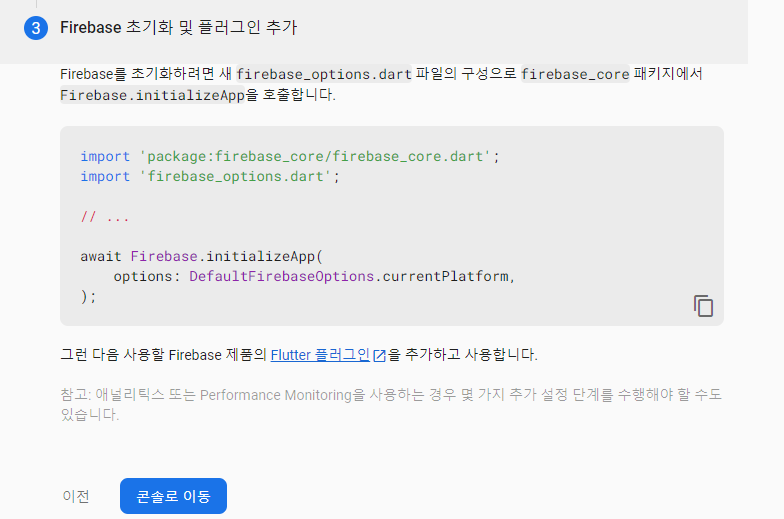 3 Firebase 초기화 및 플러그인 추가
Firebase를 초기화하려면 새 firebase_options.dart 파일의 구성으로 firebase_core 패키지에서
Firebase.initializeApp을 호출합니다.
import 'package:firebase_core/firebase_core.dart';
import 'firebase_options.dart';
// ...
await Firebase.initializeApp(
    options: DefaultFirebaseOptions.currentPlatform,
);
그런 다음 사용할 Firebase 제품의 Flutter 플러그인을 추가하고 사용합니다.
참고: 애널리틱스 또는 Performance Monitoring을 사용하는 경우 몇 가지 추가 설정 단계를 수행해야 할 수도
있습니다.
이전 콘솔로 이동